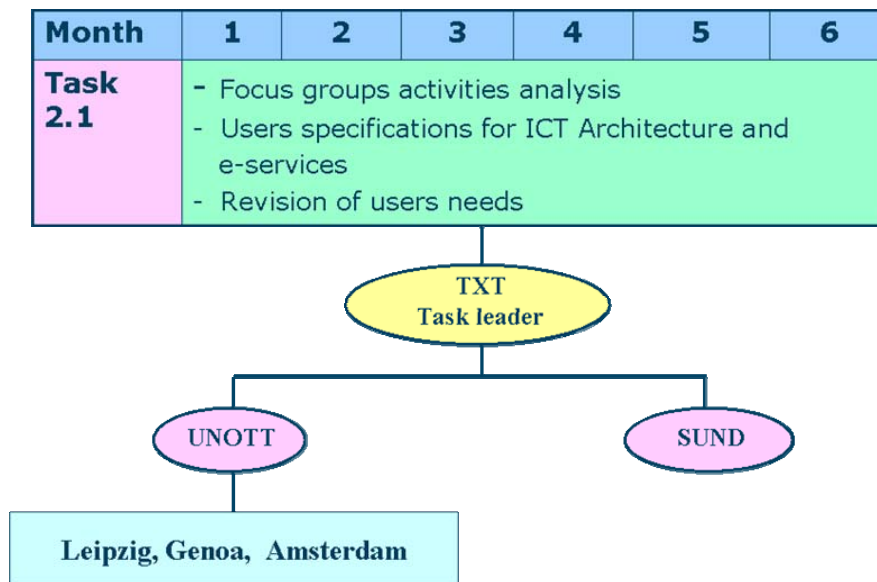 Month 1 2 3 4 5 6
Task 2.1
- Focus groups activities analysis
- Users specifications for ICT Architecture and
e-services
- Revision of users needs
TXT
Task leader
UNOTT SUND
Leipzig, Genoa, Amsterdam